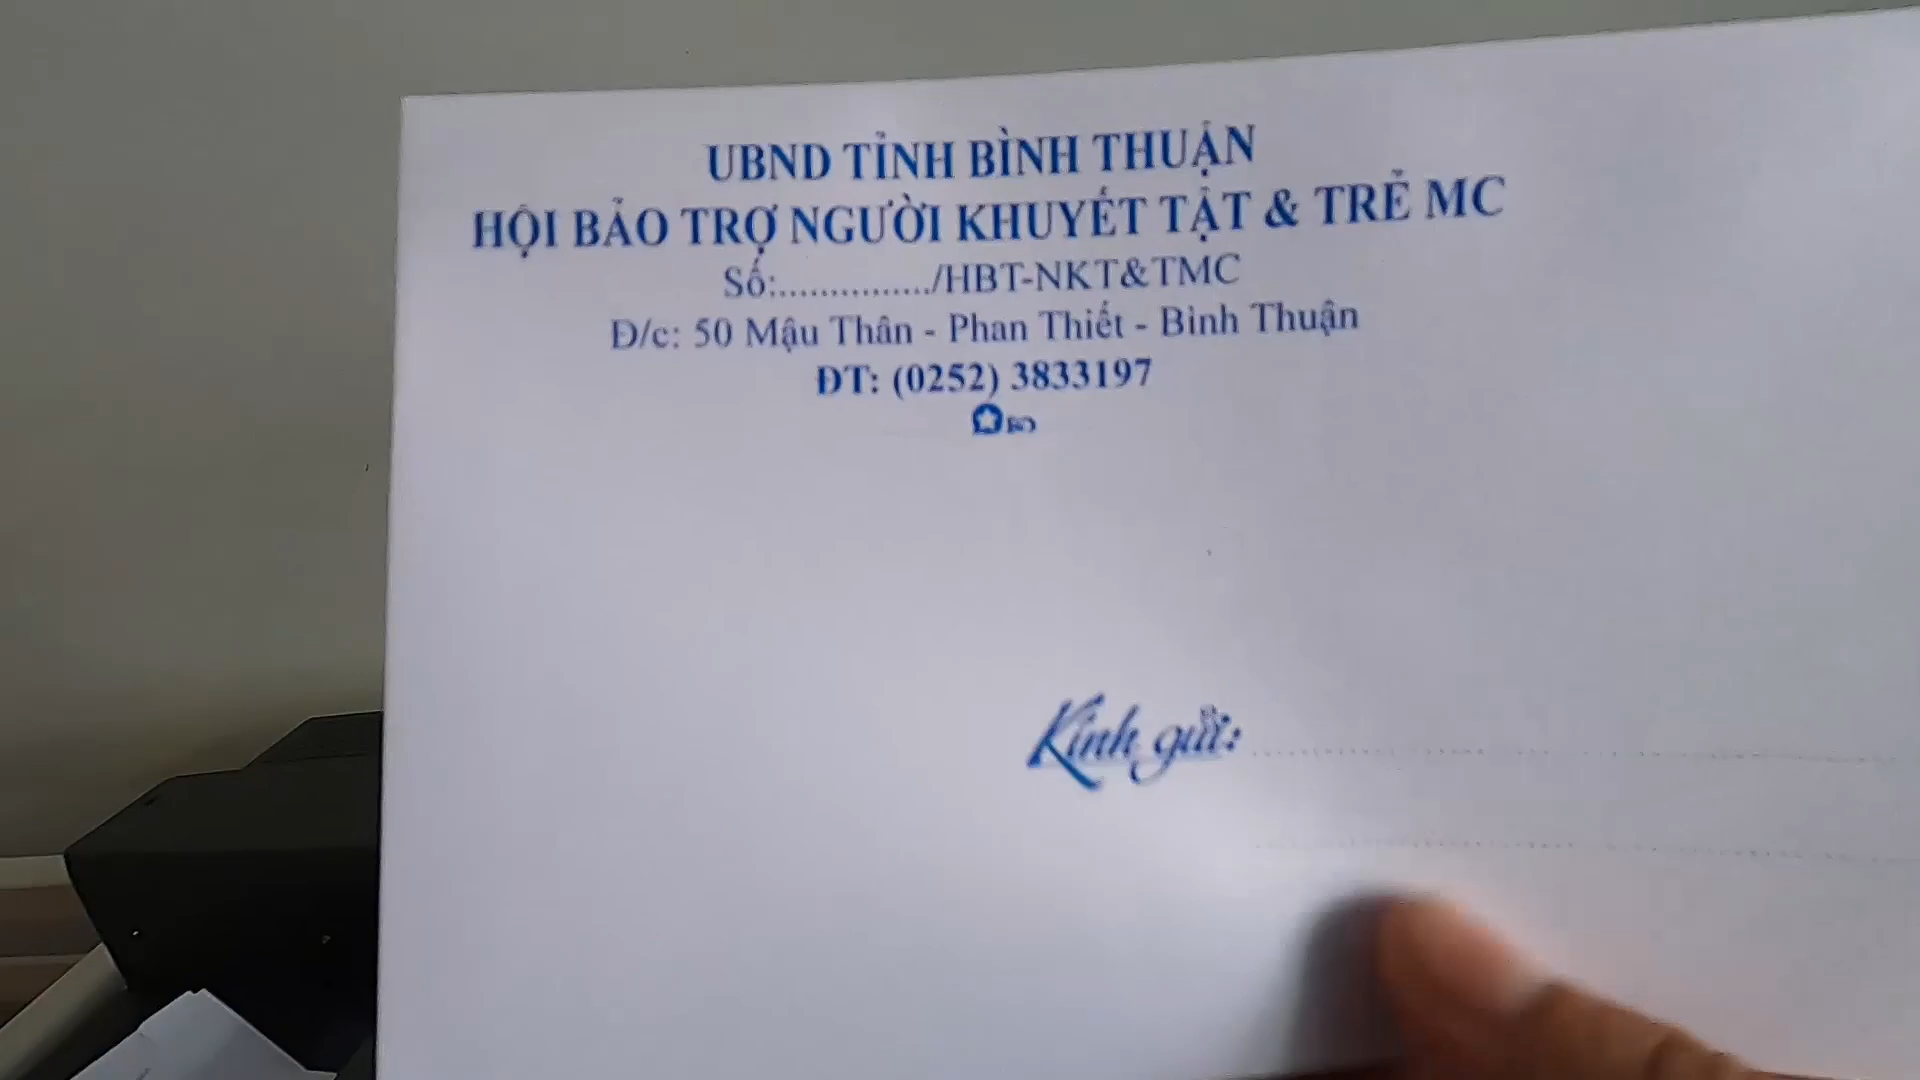 UBND TỈNH BÌNH THUẬN
HỘI BẢO TRỢ NGƯỜI KHUYẾT TẬT & TRẺ MC
Số:................/HBT-NKT&TMC
Đ/c: 50 Mậu Thân - Phan Thiết - Bình Thuận
ĐT: (0252) 3833197
Kính gửi: